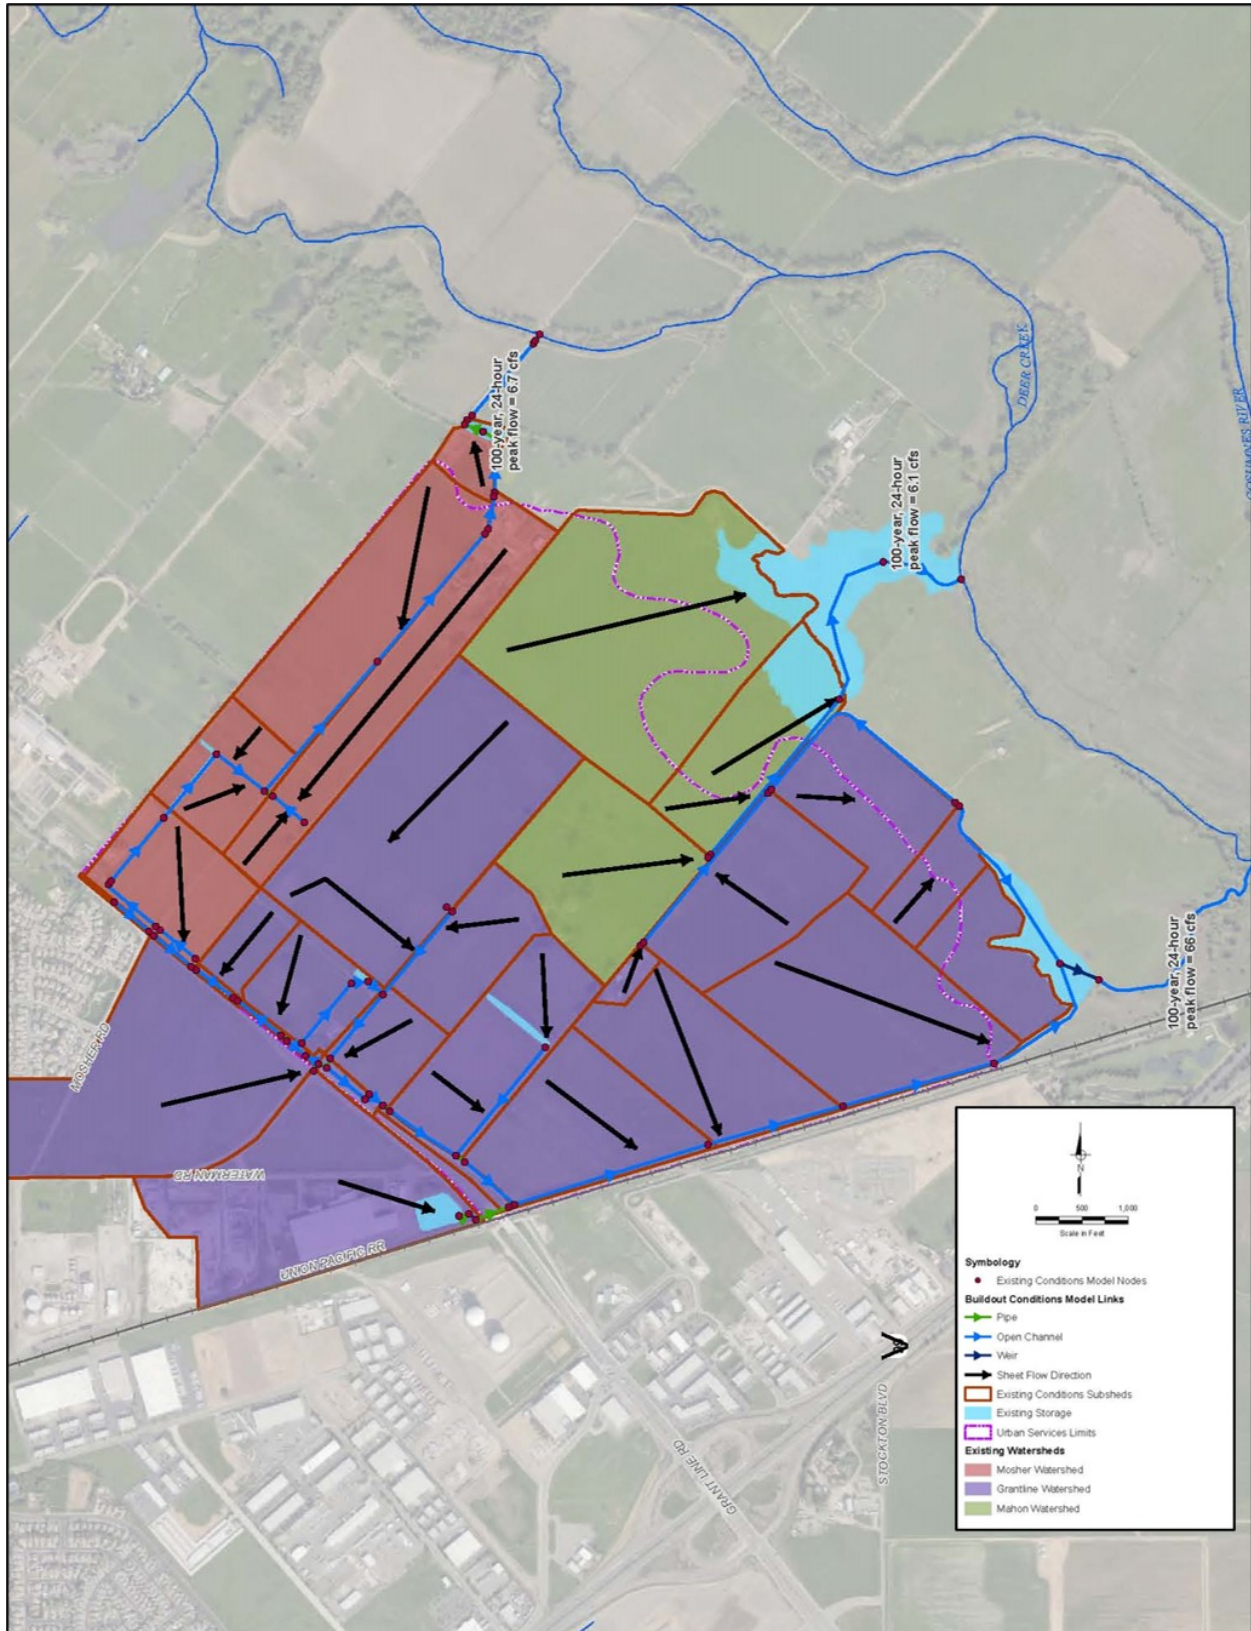 100-year, 24-hour
peak flow = 6.7 cfs
DEER CREEK
COSUMNES RIVER
100-year, 24-hour
peak flow = 6.1 cfs
100-year, 24-hour
peak flow = 66 cfs
MOSHER RD
WATERMAN RD
UNION PACIFIC RR
GRANT LINE RD
STOCKTON BLVD
N
0 500 1,000
Scale in Feet
Symbology
Existing Conditions Model Nodes
Buildout Conditions Model Links
Pipe
Open Channel
Weir
Sheet Flow Direction
Existing Conditions Subsheds
Existing Storage
Urban Services Limits
Existing Watersheds
Mosher Watershed
Grantline Watershed
Mahon Watershed